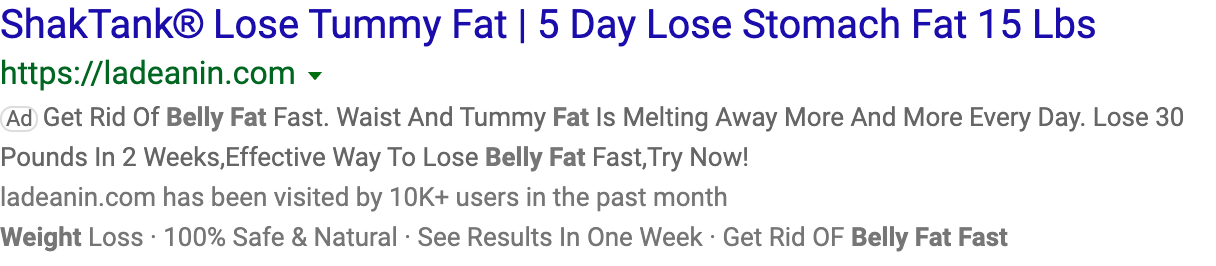 ShakTank® Lose Tummy Fat | 5 Day Lose Stomach Fat 15 Lbs
https://ladeanin.com
Ad Get Rid Of Belly Fat Fast. Waist And Tummy Fat Is Melting Away More And More Every Day. Lose 30
Pounds In 2 Weeks,Effective Way To Lose Belly Fat Fast,Try Now!
ladeanin.com has been visited by 10K+ users in the past month
Weight Loss · 100% Safe & Natural · See Results In One Week · Get Rid OF Belly Fat Fast